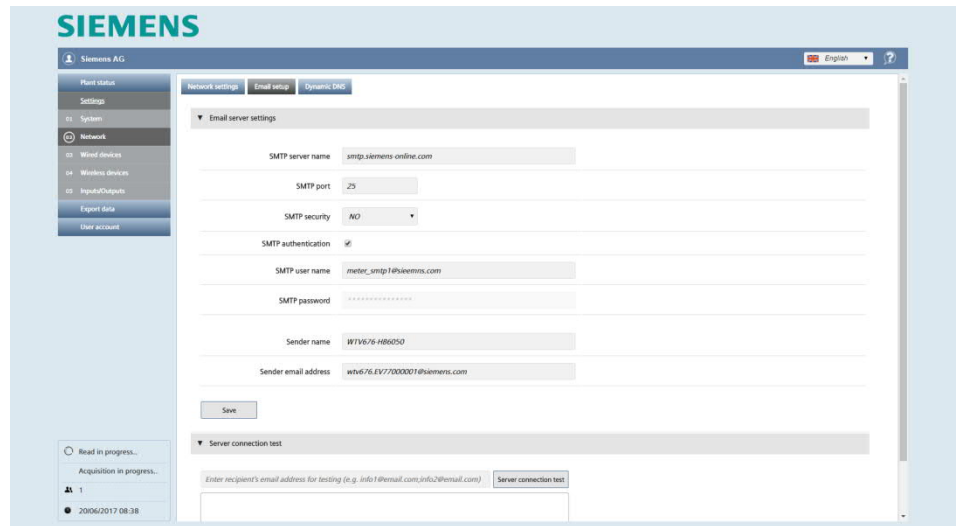 SIEMENS
Siemens AG
English
?
Plant status
Settings
01 System
02 Network
03 Wired devices
04 Wireless devices
05 Inputs/Outputs
Export data
User account
Network settings Email setup Dynamic DNS
Email server settings
SMTP server name smtp.siemens-online.com
SMTP port 25
SMTP security NO
SMTP authentication
SMTP user name meter_smtp1@sieemns.com
SMTP password ***************
Sender name WTV676-HB6050
Sender email address wtv676.EV77000001@siemens.com
Save
Server connection test
Enter recipient's email address for testing (e.g. info1@email.com,info2@email.com) Server connection test
Read in progress..
Acquisition in progress..
1
20/06/2017 08:38